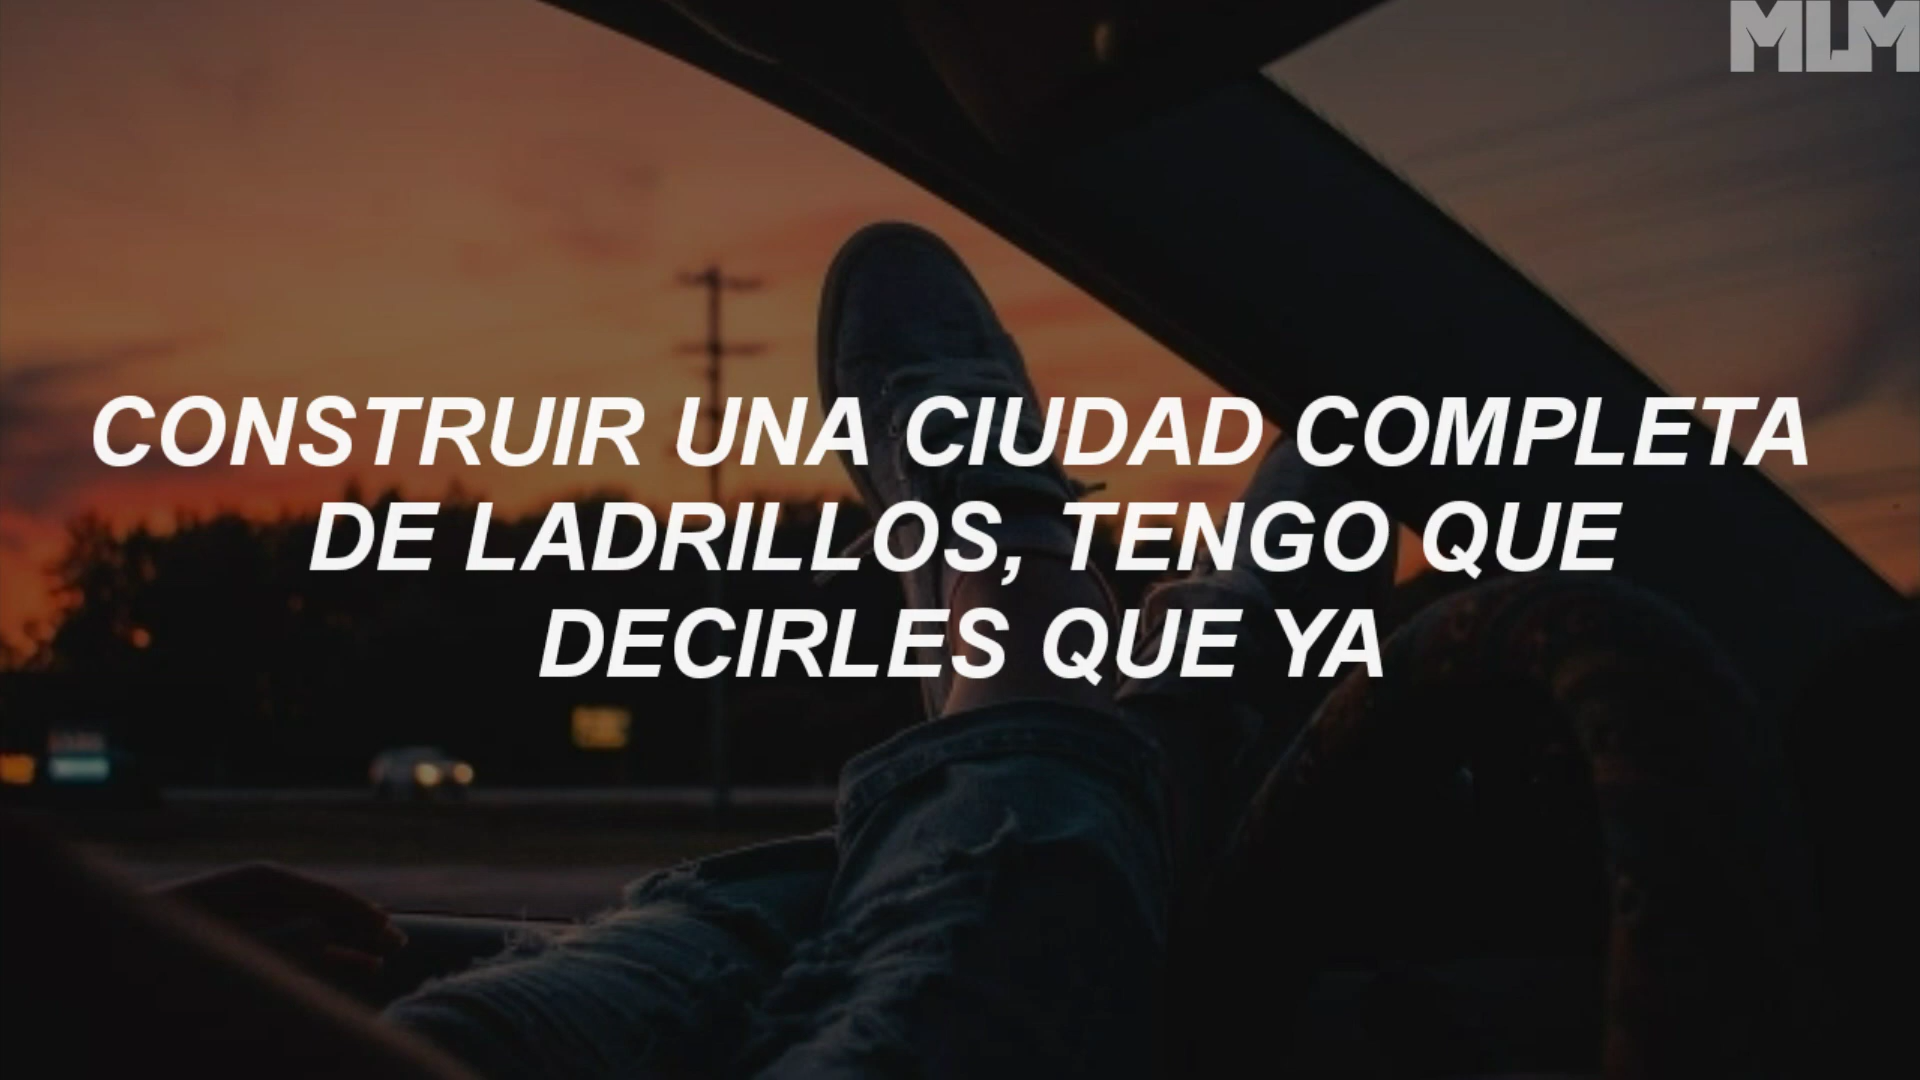 MLM
CONSTRUIR UNA CIUDAD COMPLETA
DE LADRILLOS, TENGO QUE
DECIRLES QUE YA